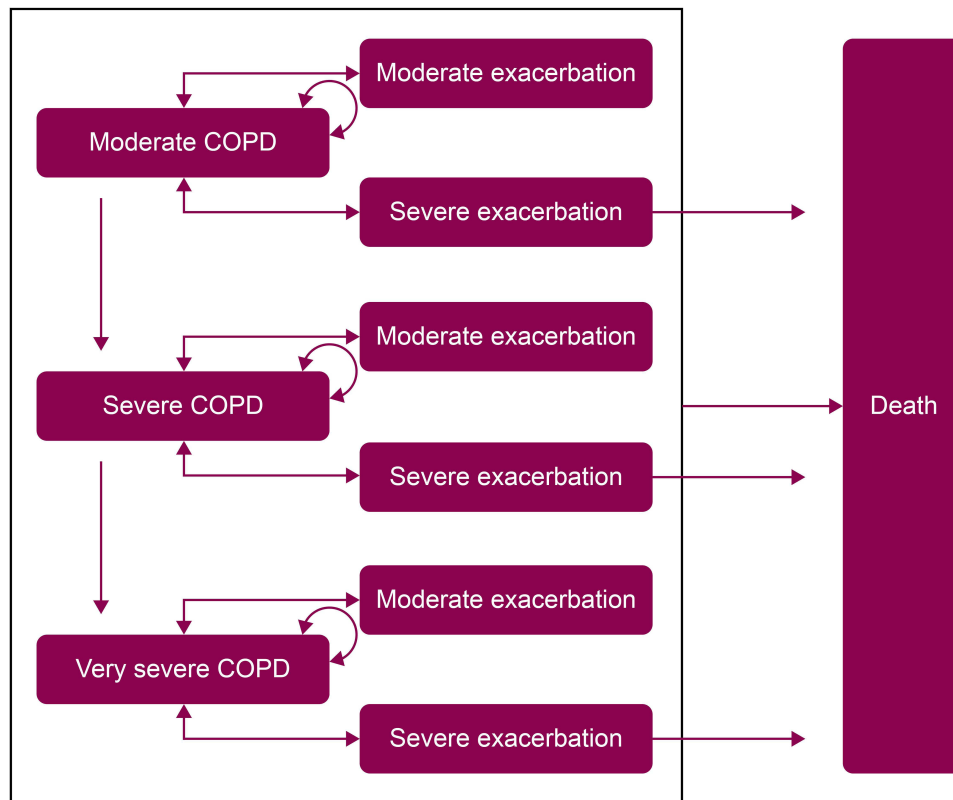 Moderate exacerbation
Moderate COPD
Severe exacerbation
Moderate exacerbation
Severe COPD
Death
Severe exacerbation
Moderate exacerbation
Very severe COPD
Severe exacerbation